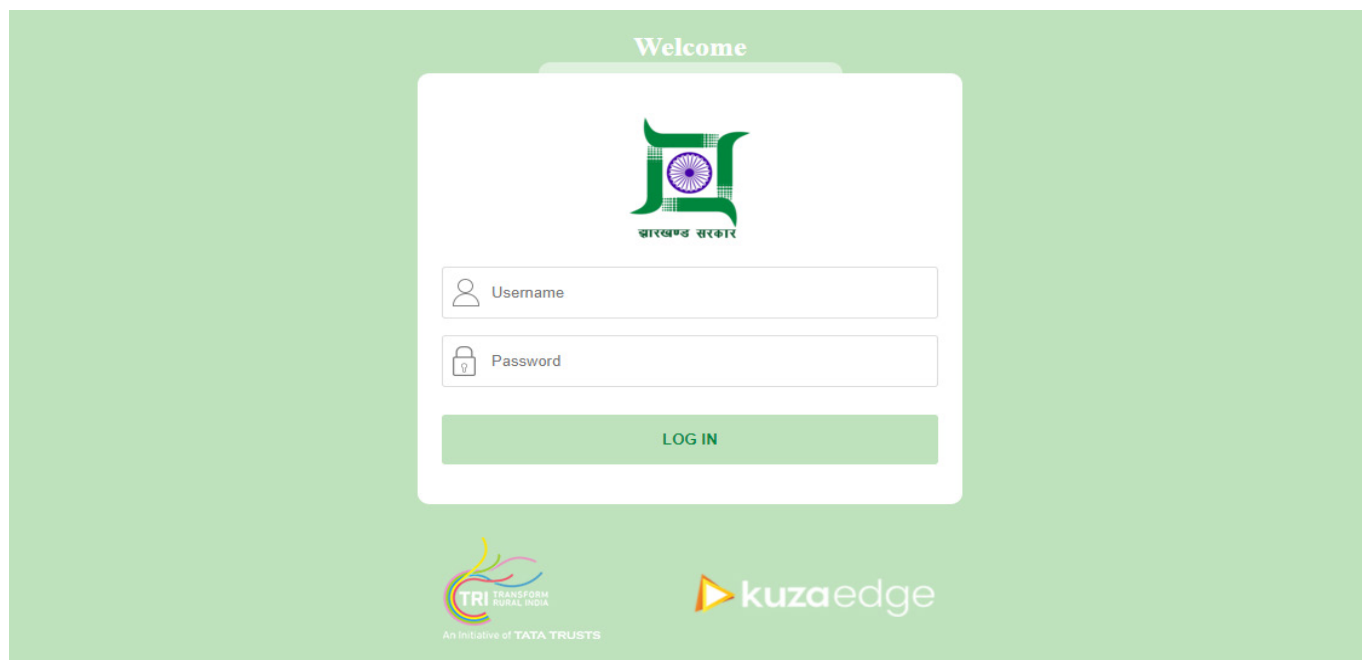 Welcome
झारखण्ड सरकार
Username
Password
LOG IN
TRI TRANSFORM
RURAL INDIA
An Initiative of TATA TRUSTS
kuzaedge